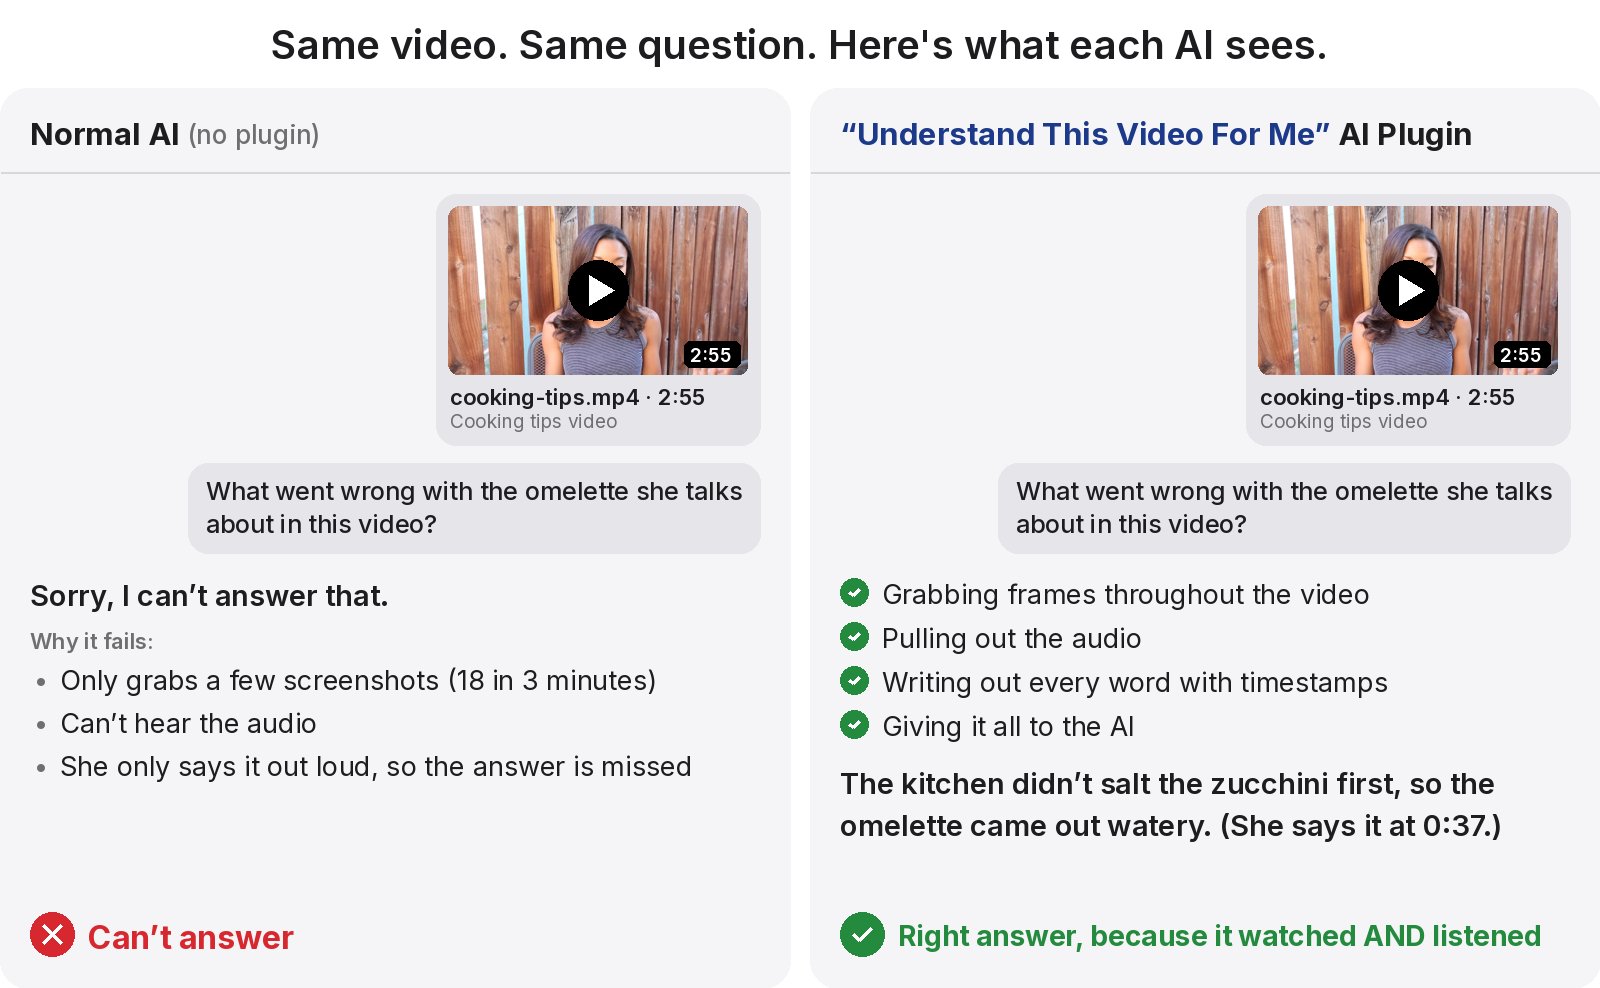 Same video. Same question. Here's what each AI sees.
Normal AI (no plugin)
2:55
cooking-tips.mp4 · 2:55
Cooking tips video
What went wrong with the omelette she talks
about in this video?
Sorry, I can’t answer that.
Why it fails:
• Only grabs a few screenshots (18 in 3 minutes)
• Can’t hear the audio
• She only says it out loud, so the answer is missed
Can’t answer
“Understand This Video For Me” AI Plugin
2:55
cooking-tips.mp4 · 2:55
Cooking tips video
What went wrong with the omelette she talks
about in this video?
Grabbing frames throughout the video
Pulling out the audio
Writing out every word with timestamps
Giving it all to the AI
The kitchen didn’t salt the zucchini first, so the
omelette came out watery. (She says it at 0:37.)
Right answer, because it watched AND listened